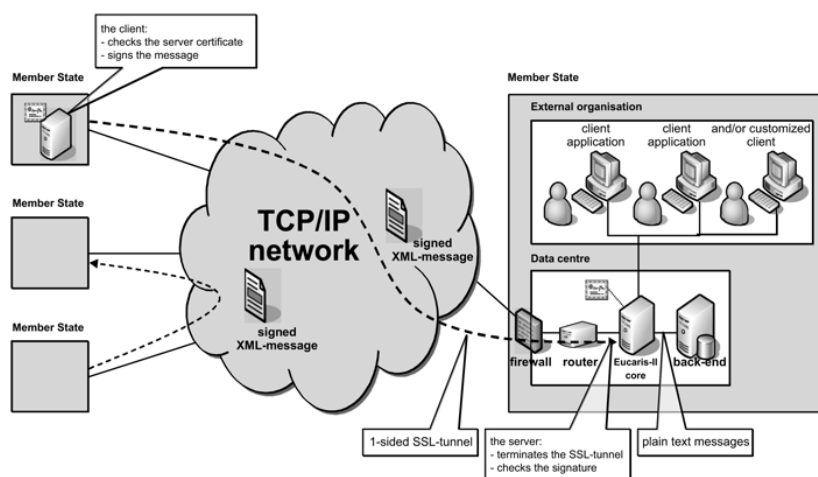 the client:
- checks the server certificate
- signs the message
Member State
Member State
External organisation
client
application
client
application
and/or customized
client
TCP/IP
network
signed
XML-message
Member State
Data centre
signed
XML-message
Member State
firewall
router
Eucaris-II
core
back-end
1-sided SSL-tunnel
the server:
- terminates the SSL-tunnel
- checks the signature
plain text messages